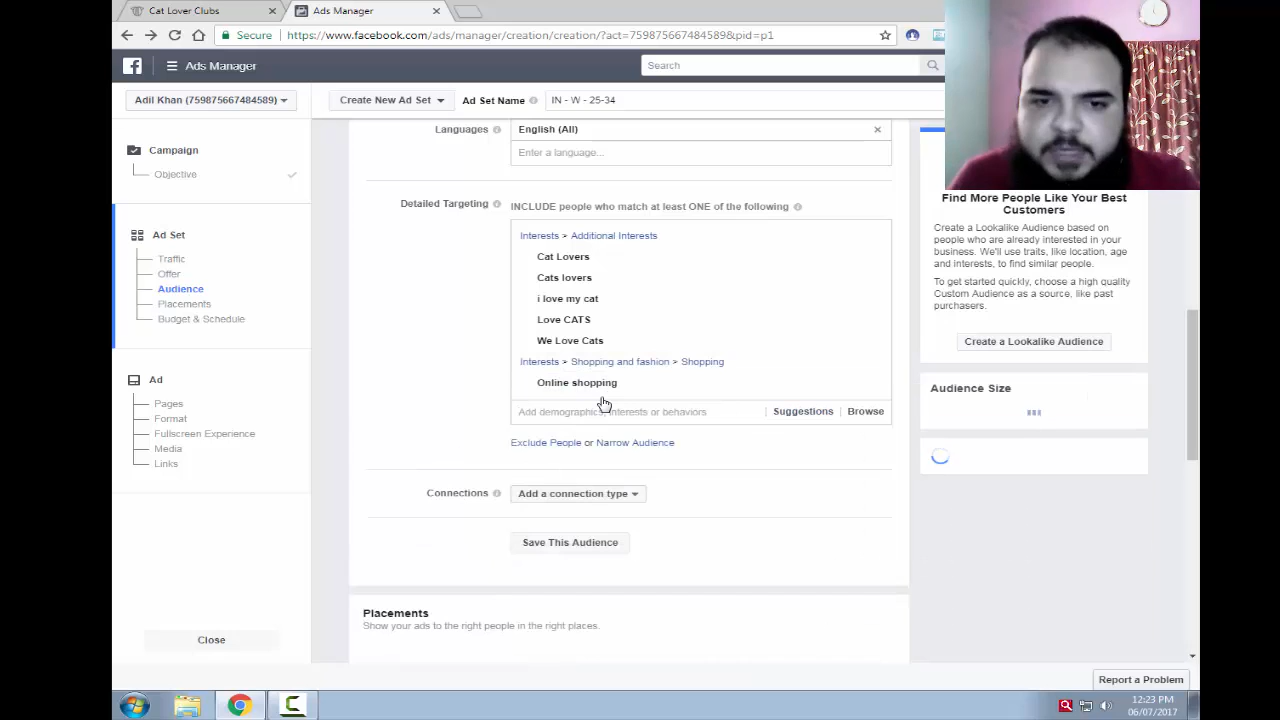 Cat Lover Clubs
Ads Manager
Secure
https://www.facebook.com/ads/manager/creation/creation/?act=759875667484589&pid=p1
Ads Manager
Search
Adil Khan (759875667484589)
Create New Ad Set
Ad Set Name
IN - W - 25-34
Campaign
Objective
Ad Set
Traffic
Offer
Audience
Placements
Budget & Schedule
Ad
Pages
Format
Fullscreen Experience
Media
Links
Close
Languages
English (All)
Enter a language...
Detailed Targeting
INCLUDE people who match at least ONE of the following
Interests > Additional Interests
Cat Lovers
Cats lovers
i love my cat
Love CATS
We Love Cats
Interests > Shopping and fashion > Shopping
Online shopping
Add demographics, interests or behaviors
Suggestions
Browse
Exclude People or Narrow Audience
Connections
Add a connection type
Save This Audience
Placements
Show your ads to the right people in the right places.
Find More People Like Your Best
Customers
Create a Lookalike Audience based on
people who are already interested in your
business. We'll use traits, like location, age
and interests, to find similar people.
To get started quickly, choose a high quality
Custom Audience as a source, like past
purchasers.
Create a Lookalike Audience
Audience Size
Report a Problem
12:23 PM
06/07/2017